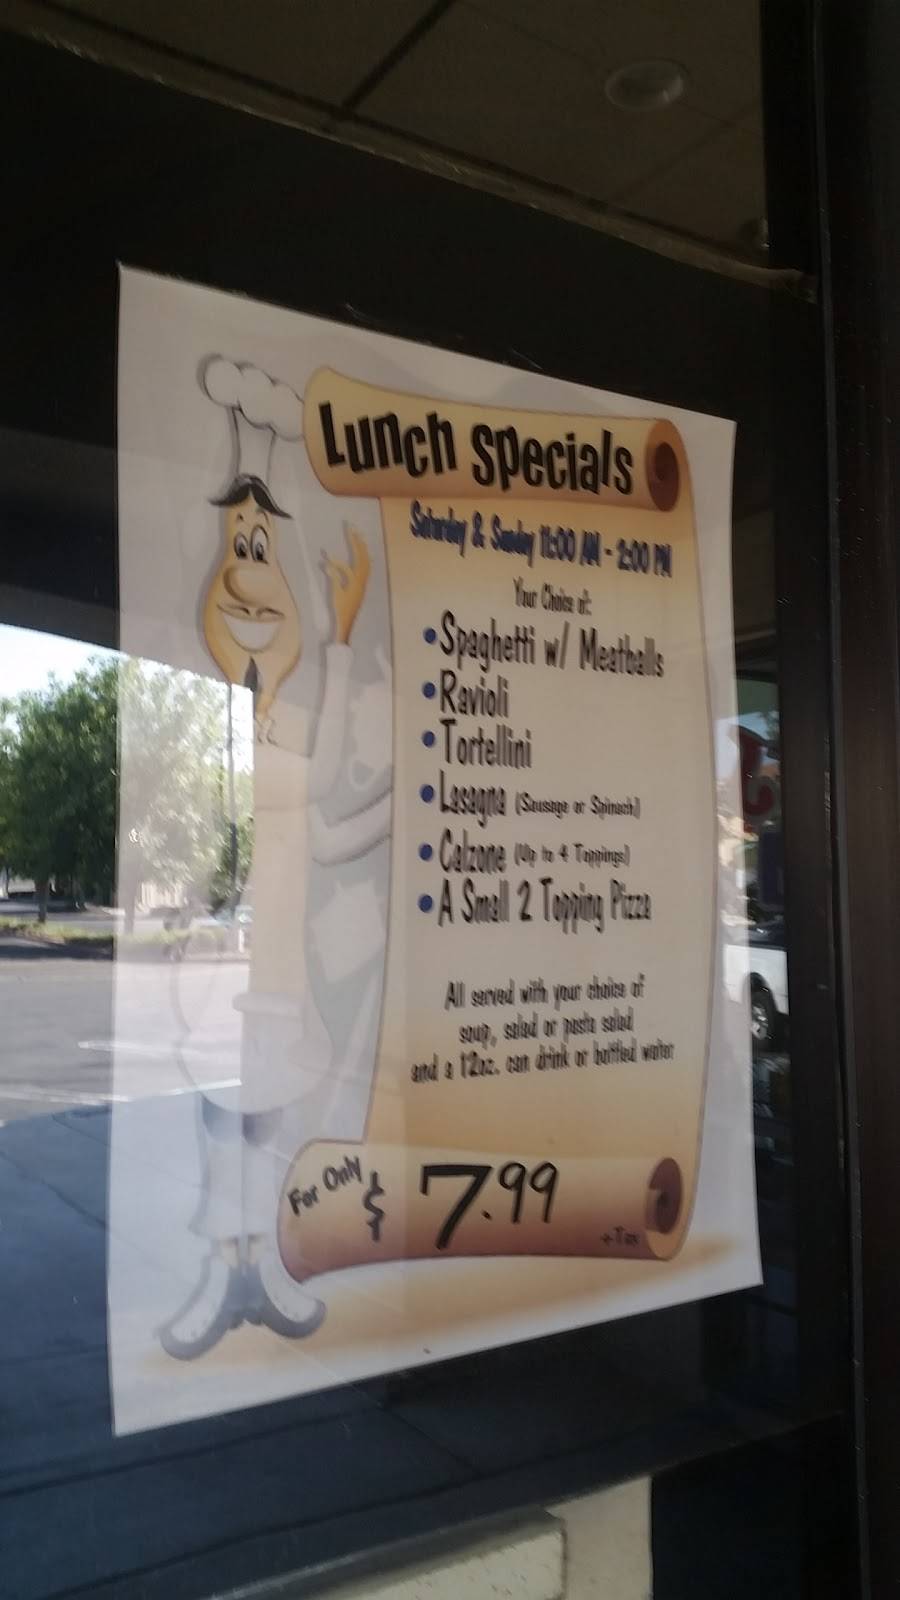 Lunch Specials
Saturday & Sunday 11:00 AM - 2:00 PM
Your Choice of:
• Spaghetti w/ Meatballs
• Ravioli
• Tortellini
• Lasagna (Sausage or Spinach)
• Calzone (Up to 4 Toppings)
• A Small 2 Topping Pizza
All served with your choice of
soup, salad or pasta salad
and a 12oz. can drink or bottled water
For Only $ 7.99
+Tax